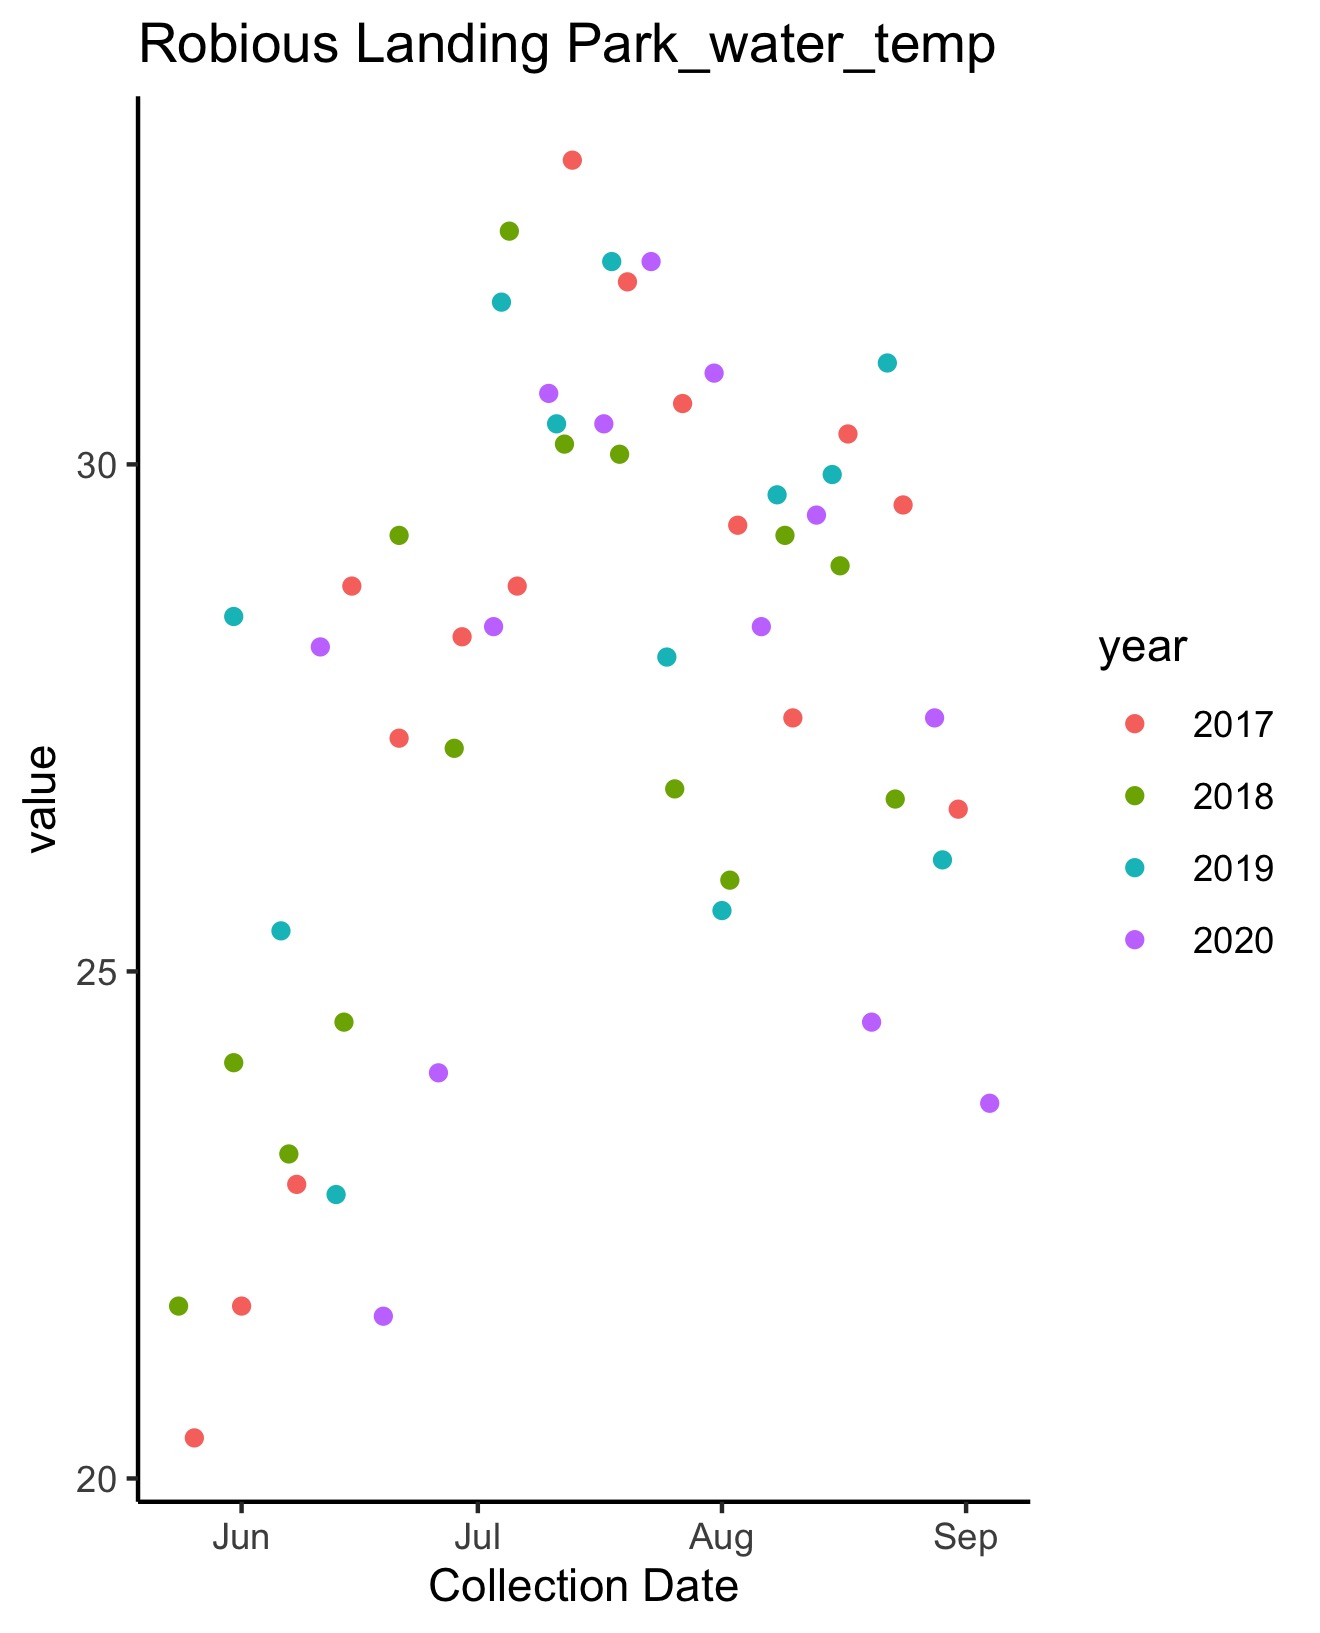 Robious Landing Park_water_temp
value
30
25
20
Jun Jul Aug Sep
Collection Date
year
2017
2018
2019
2020